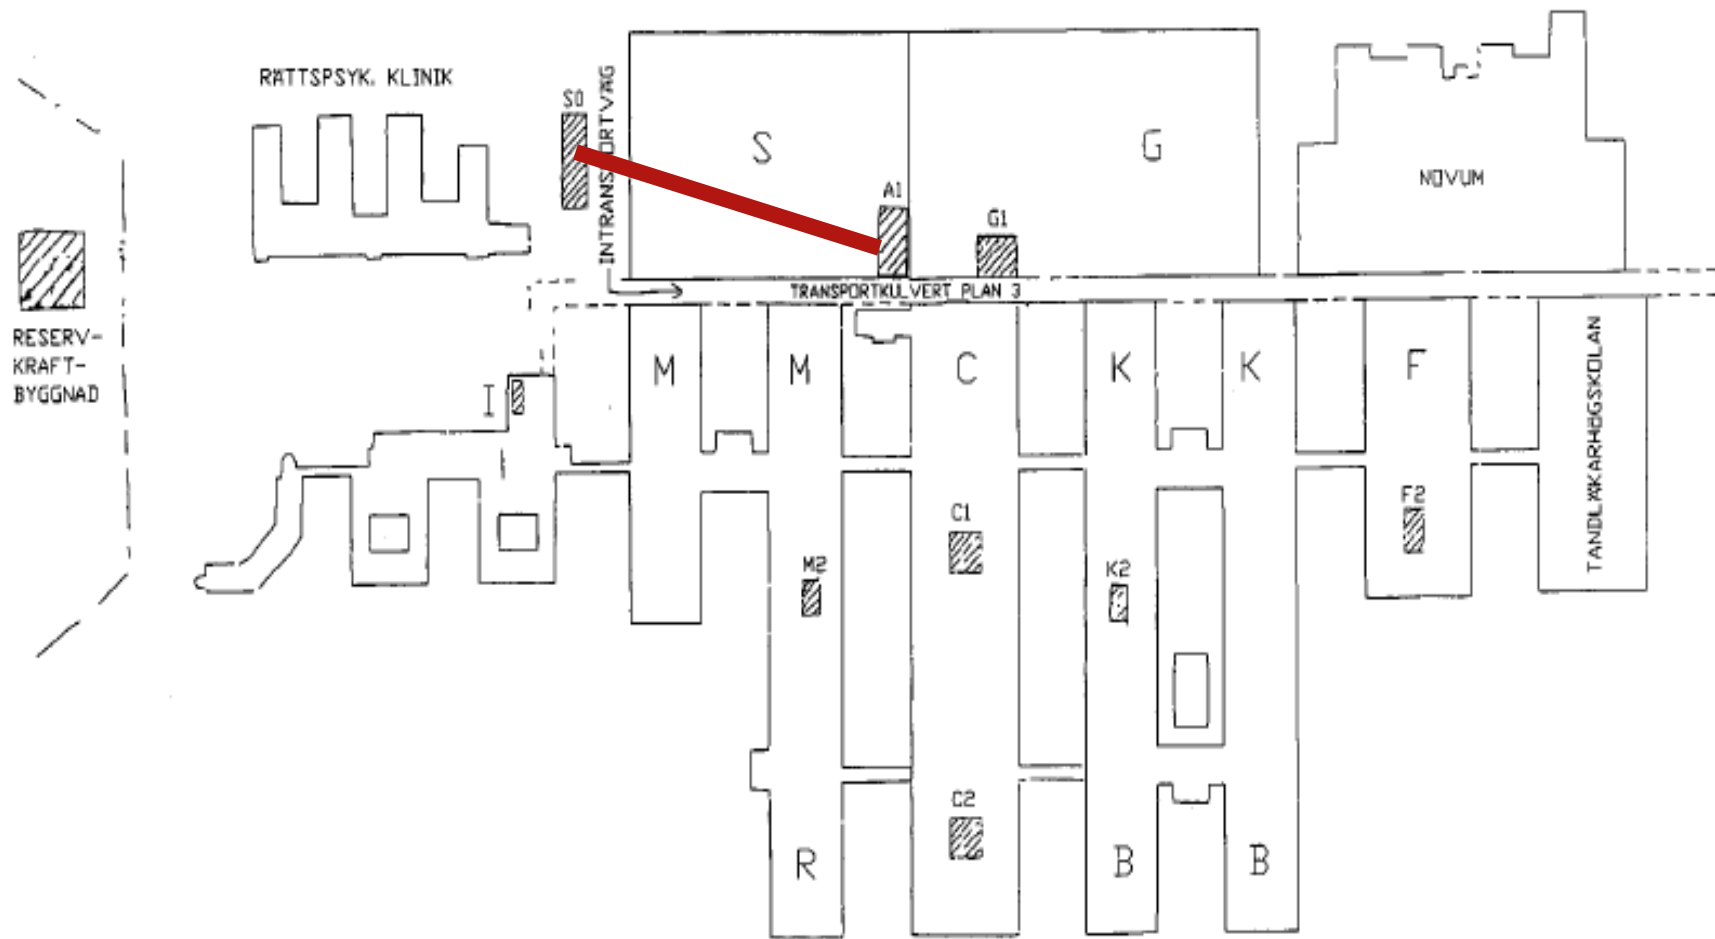 RÄTTSPSYK. KLINIK
S0
INTRANSPORTVÄG
S
G
NOVUM
A1
G1
TRANSPORTKULVERT PLAN 3
RESERV-
KRAFT-
BYGGNAD
I
M
M
C
K
K
F
TANDLÄKARHÖGSKOLAN
F2
C1
M2
K2
C2
R
B
B